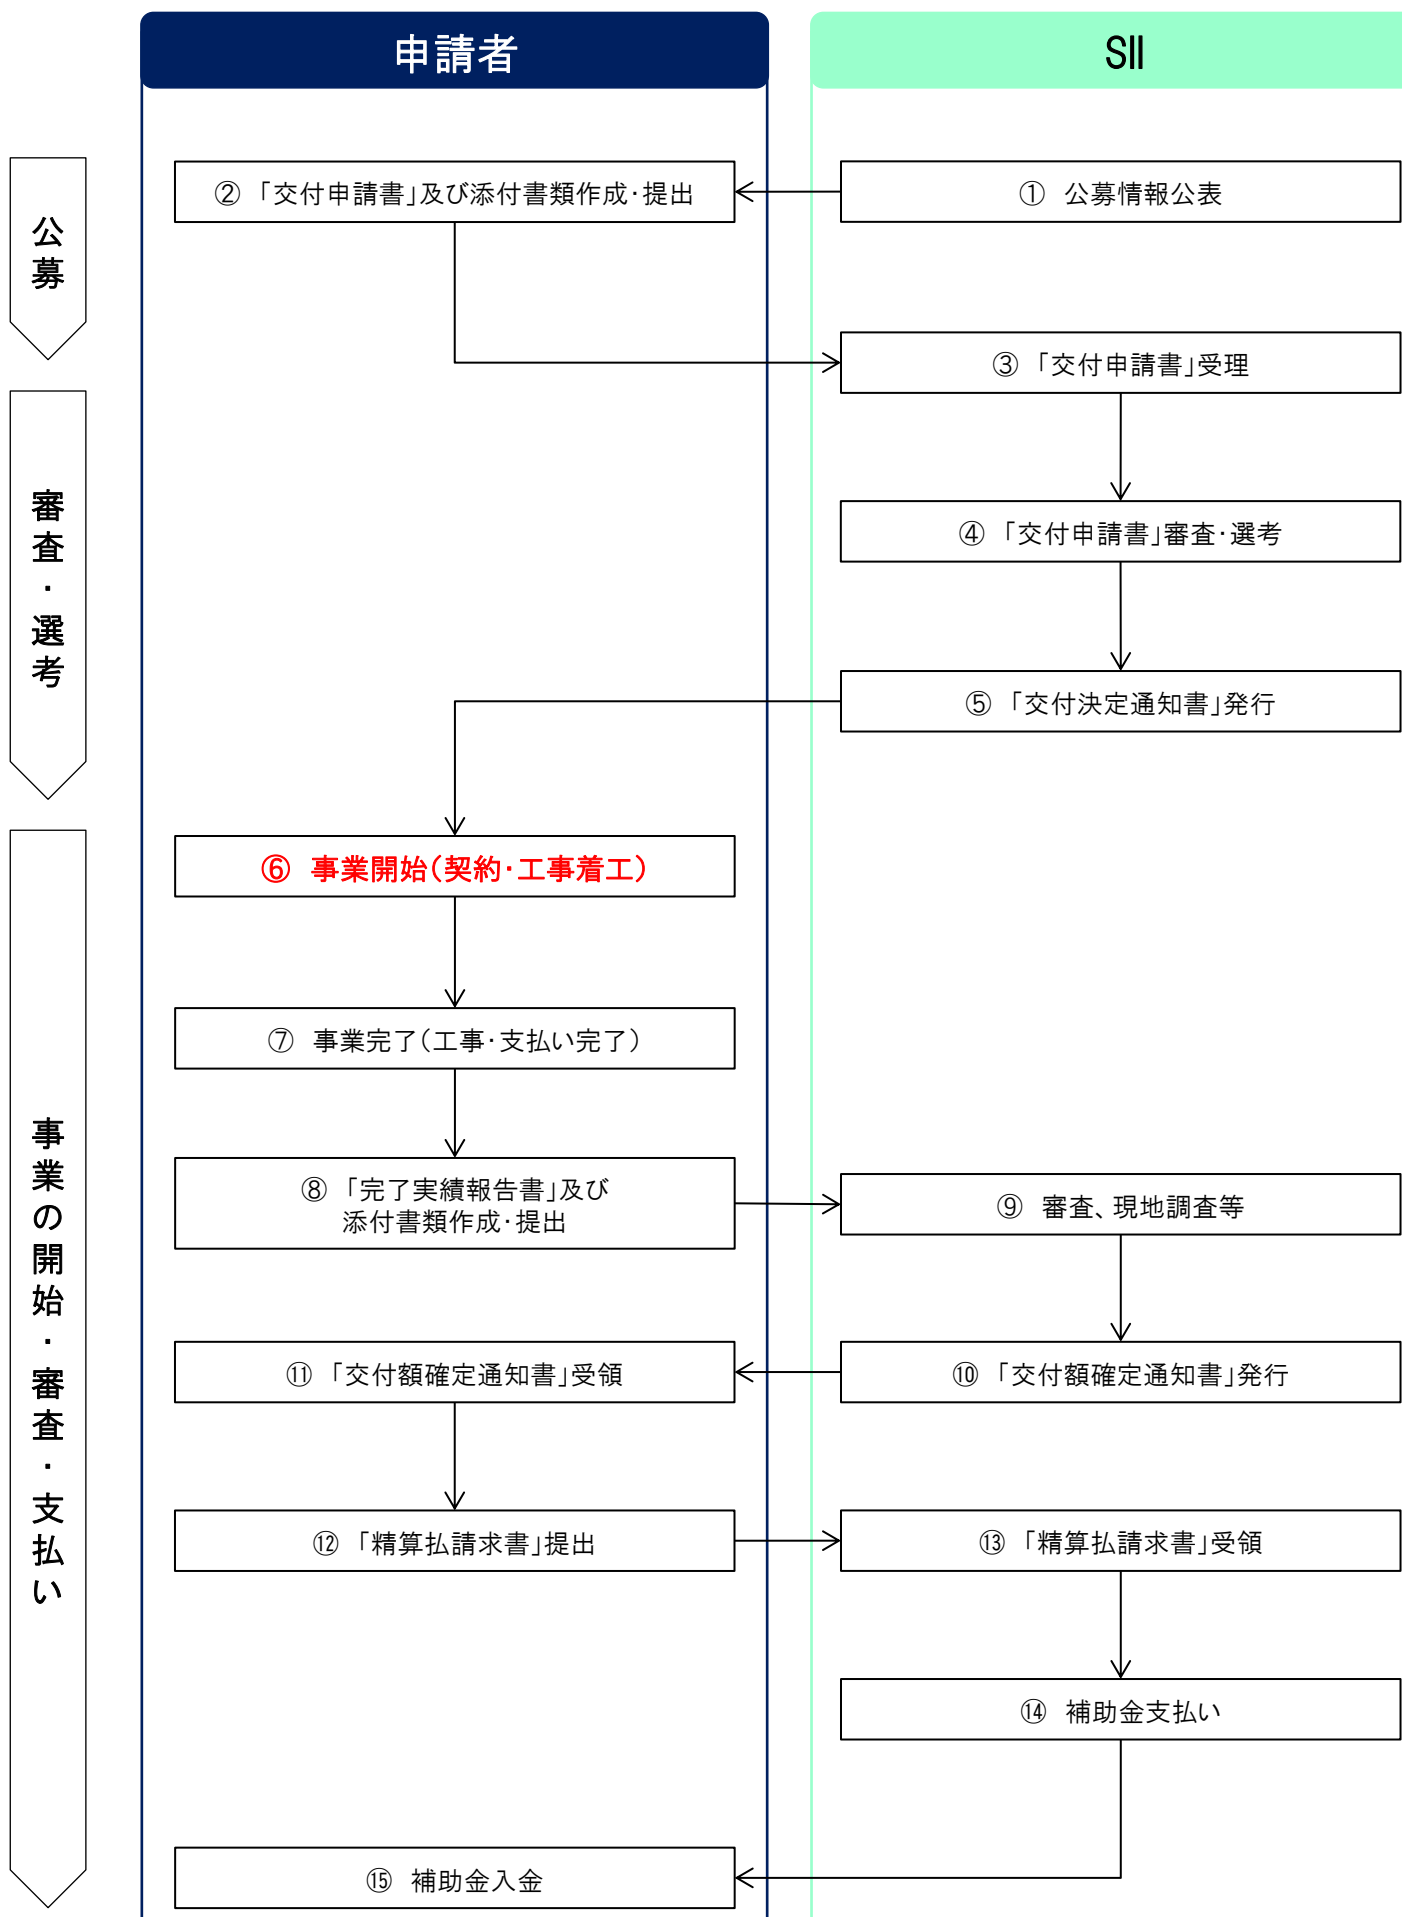 申請者
SII
公募
② 「交付申請書」及び添付書類作成・提出
① 公募情報公表
③ 「交付申請書」受理
審査・選考
④ 「交付申請書」審査・選考
⑤ 「交付決定通知書」発行
事業の開始・審査・支払い
⑥ 事業開始(契約・工事着工)
⑦ 事業完了(工事・支払い完了)
⑧ 「完了実績報告書」及び
添付書類作成・提出
⑨ 審査、現地調査等
⑪ 「交付額確定通知書」受領
⑩ 「交付額確定通知書」発行
⑫ 「精算払請求書」提出
⑬ 「精算払請求書」受領
⑭ 補助金支払い
⑮ 補助金入金